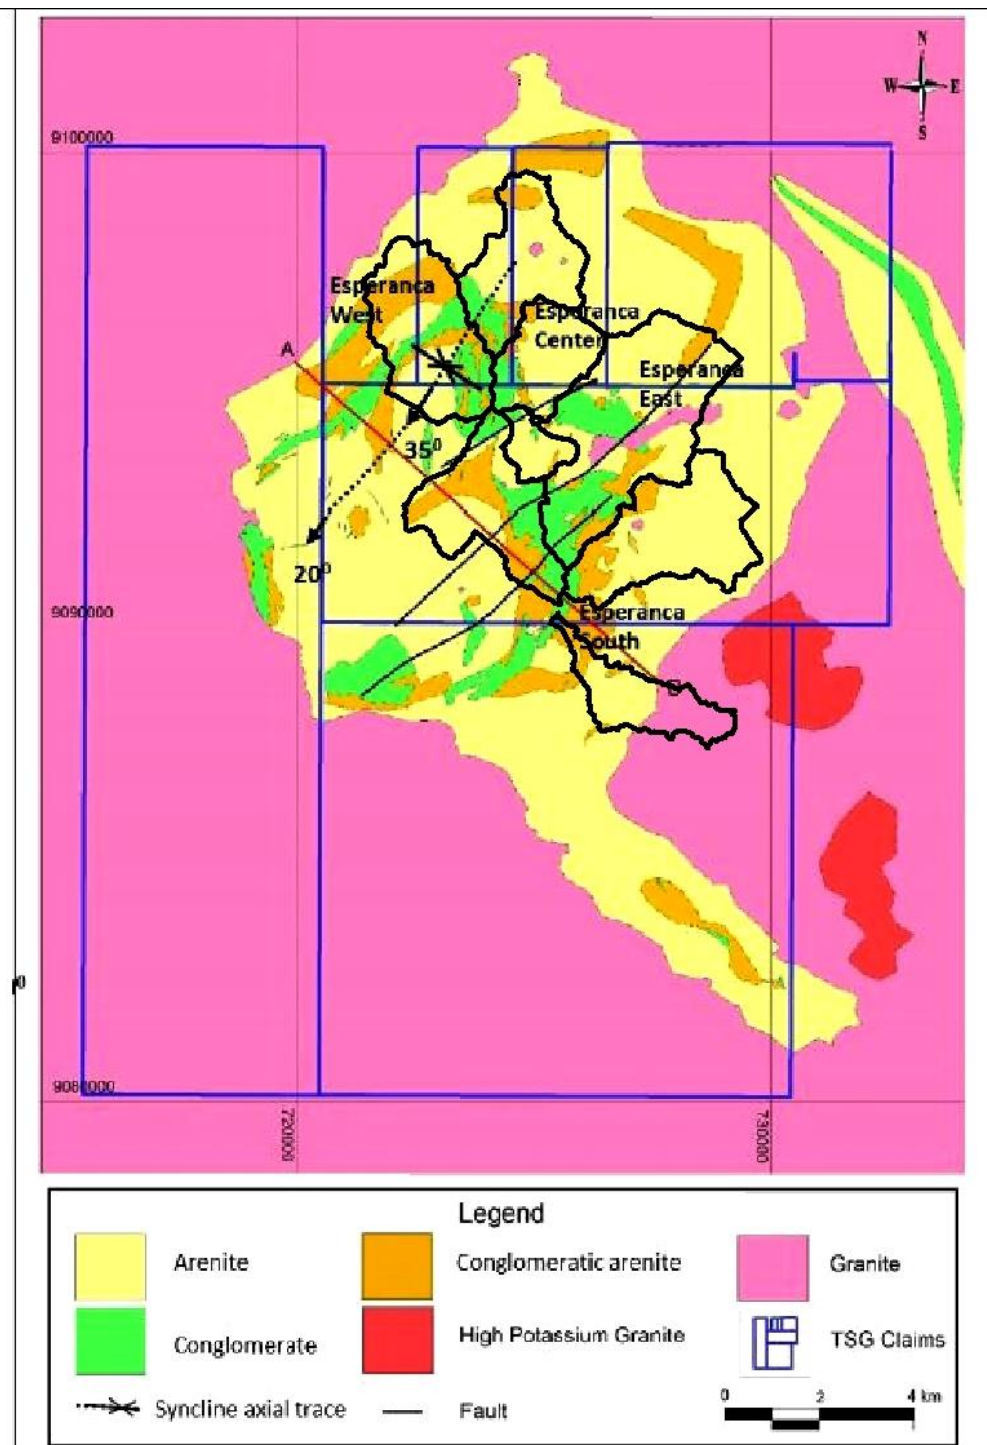 N
W E
S
9100000
Esperanca
West
Esperanca
Center
A
Esperanca
East
35⁰
20⁰
9090000
Esperanca
South
A
0
9080000
720000
730000
Legend
Arenite
Conglomeratic arenite
Granite
Conglomerate
High Potassium Granite
TSG Claims
Syncline axial trace
Fault
0 2 4 km